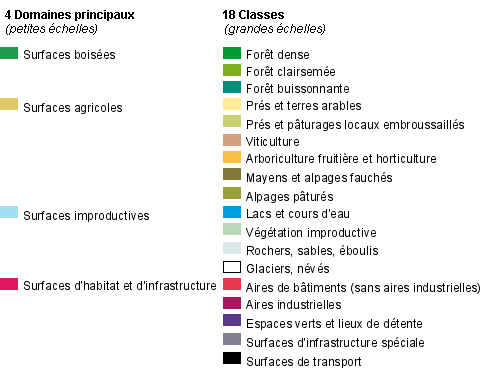 4 Domaines principaux
(petites échelles)
Surfaces boisées
Surfaces agricoles
Surfaces improductives
Surfaces d'habitat et d'infrastructure
18 Classes
(grandes échelles)
Forêt dense
Forêt clairsemée
Forêt buissonnante
Prés et terres arables
Prés et pâturages locaux embroussaillés
Viticulture
Arboriculture fruitière et horticulture
Mayens et alpages fauchés
Alpages pâturés
Lacs et cours d'eau
Végétation improductive
Rochers, sables, éboulis
Glaciers, névés
Aires de bâtiments (sans aires industrielles)
Aires industrielles
Espaces verts et lieux de détente
Surfaces d'infrastructure spéciale
Surfaces de transport